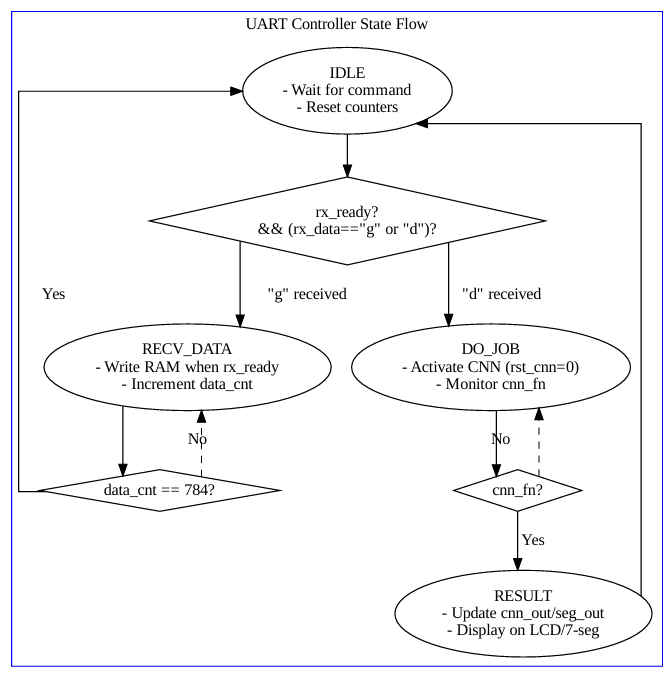 UART Controller State Flow
IDLE
- Wait for command
- Reset counters
rx_ready?
&& (rx_data=="g" or "d")?
Yes
"g" received
"d" received
RECV_DATA
- Write RAM when rx_ready
- Increment data_cnt
DO_JOB
- Activate CNN (rst_cnn=0)
- Monitor cnn_fn
No
No
data_cnt == 784?
cnn_fn?
Yes
RESULT
- Update cnn_out/seg_out
- Display on LCD/7-seg